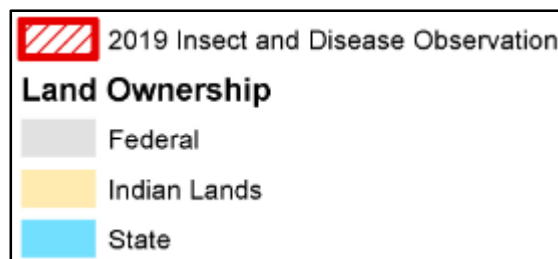 2019 Insect and Disease Observation
Land Ownership
Federal
Indian Lands
State